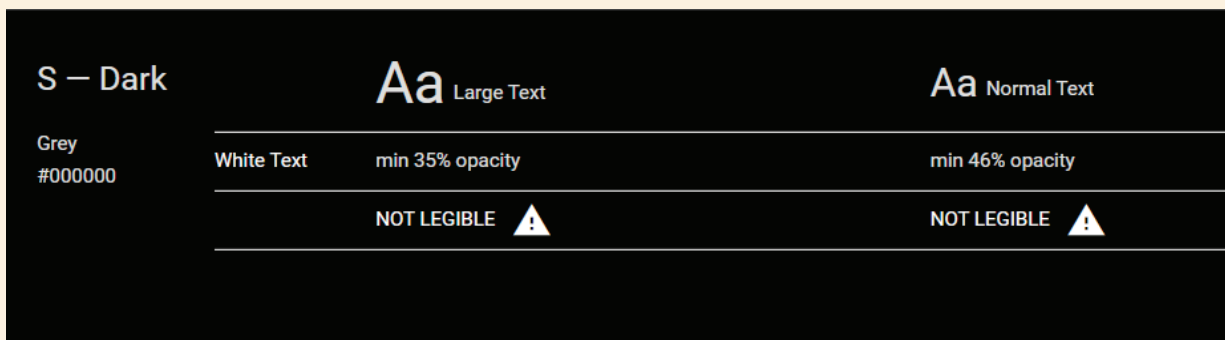 S — Dark
Aa Large Text
Aa Normal Text
Grey
#000000
White Text
min 35% opacity
min 46% opacity
NOT LEGIBLE
NOT LEGIBLE